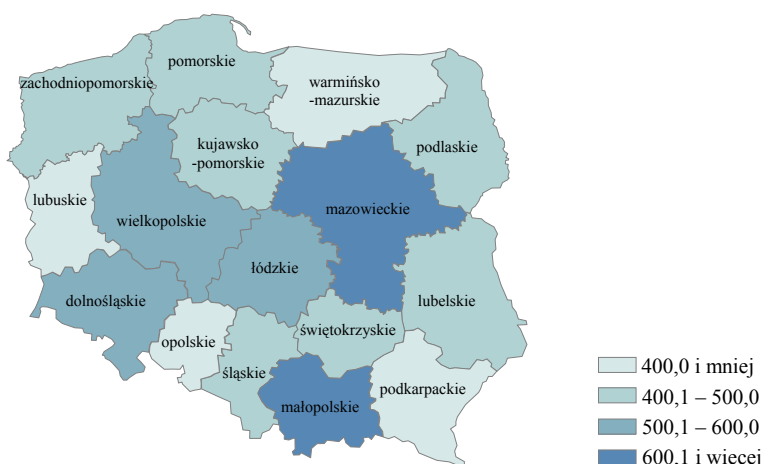 pomorskie
zachodniopomorskie
warmińsko
-mazurskie
kujawsko
-pomorskie
podlaskie
lubuskie
wielkopolskie
mazowieckie
łódzkie
dolnośląskie
lubelskie
opolskie
świętokrzyskie
śląskie
podkarpackie
małopolskie
400,0 i mniej
400,1 – 500,0
500,1 – 600,0
600,1 i więcej